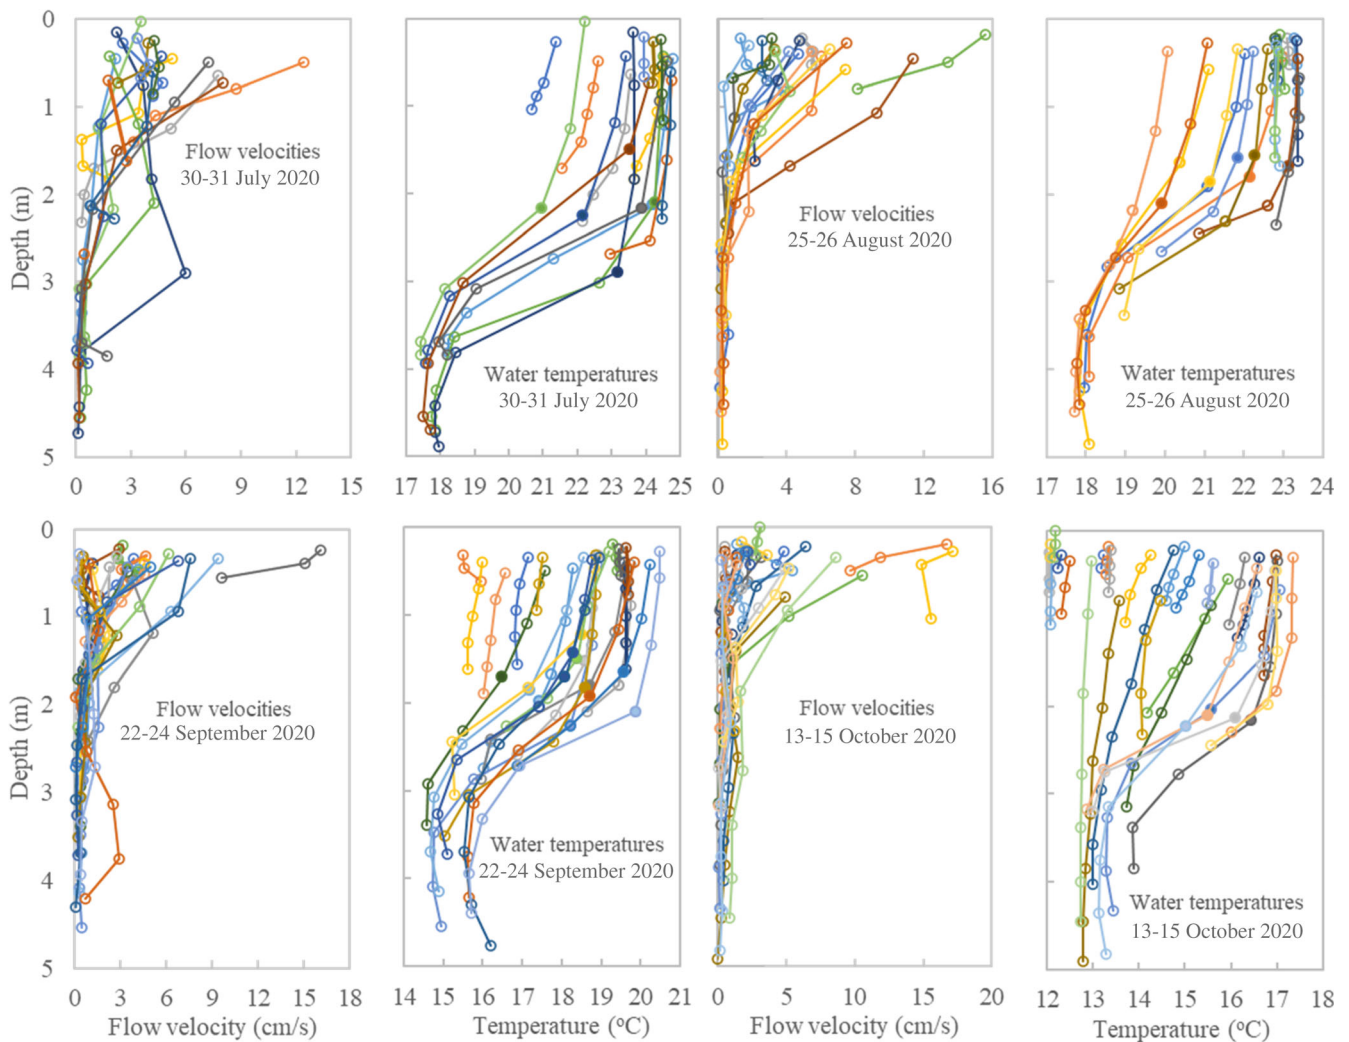 0
1
2
3
4
5
Depth (m)
Flow velocities
30-31 July 2020
0 3 6 9 12 15
Water temperatures
30-31 July 2020
17 18 19 20 21 22 23 24 25
Flow velocities
25-26 August 2020
0 4 8 12 16
Water temperatures
25-26 August 2020
17 18 19 20 21 22 23 24
0
1
2
3
4
5
Depth (m)
Flow velocities
22-24 September 2020
0 3 6 9 12 15 18
Flow velocity (cm/s)
Water temperatures
22-24 September 2020
14 15 16 17 18 19 20 21
Temperature (ºC)
Flow velocities
13-15 October 2020
0 5 10 15 20
Flow velocity (cm/s)
Water temperatures
13-15 October 2020
12 13 14 15 16 17 18
Temperature (ºC)